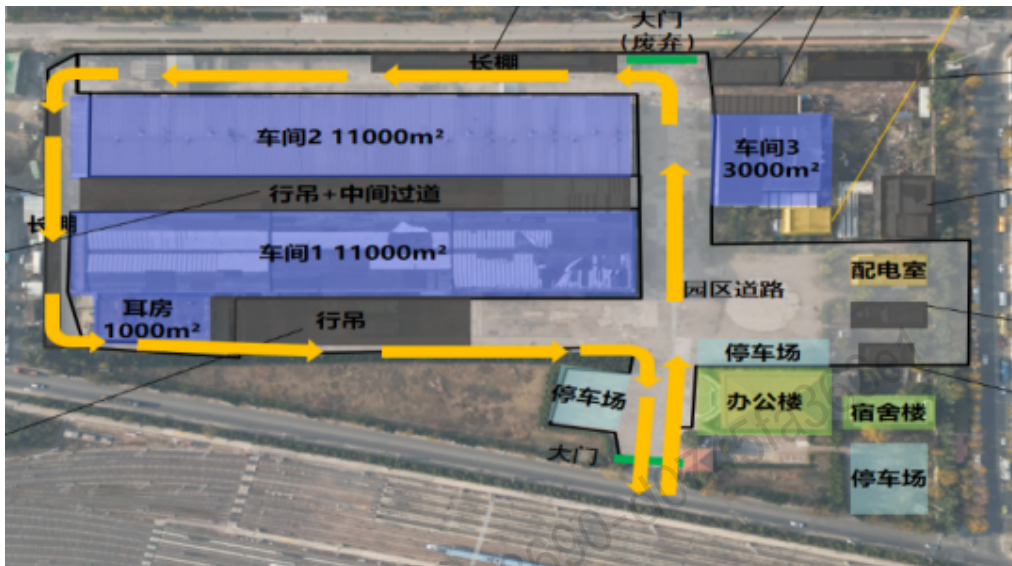 大门
（废弃）
长棚
车间2 11000m²
车间3
3000m²
行吊+中间过道
长棚
车间1 11000m²
配电室
园区道路
耳房
1000m²
行吊
停车场
停车场
办公楼
宿舍楼
大门
停车场